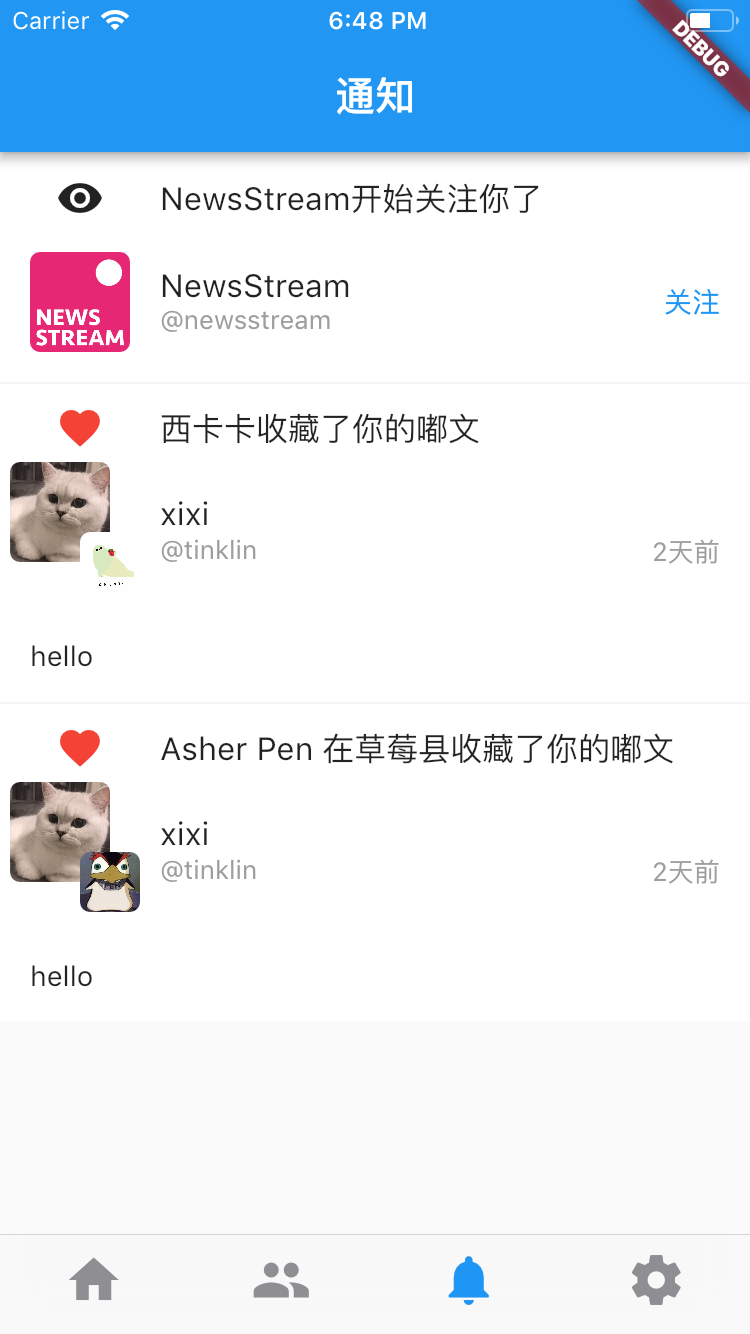 Carrier
6:48 PM
DEBUG
通知
NewsStream开始关注你了
NEWS
STREAM
NewsStream
@newsstream
关注
西卡卡收藏了你的嘟文
xixi
@tinklin
2天前
hello
Asher Pen 在草莓县收藏了你的嘟文
xixi
@tinklin
2天前
hello